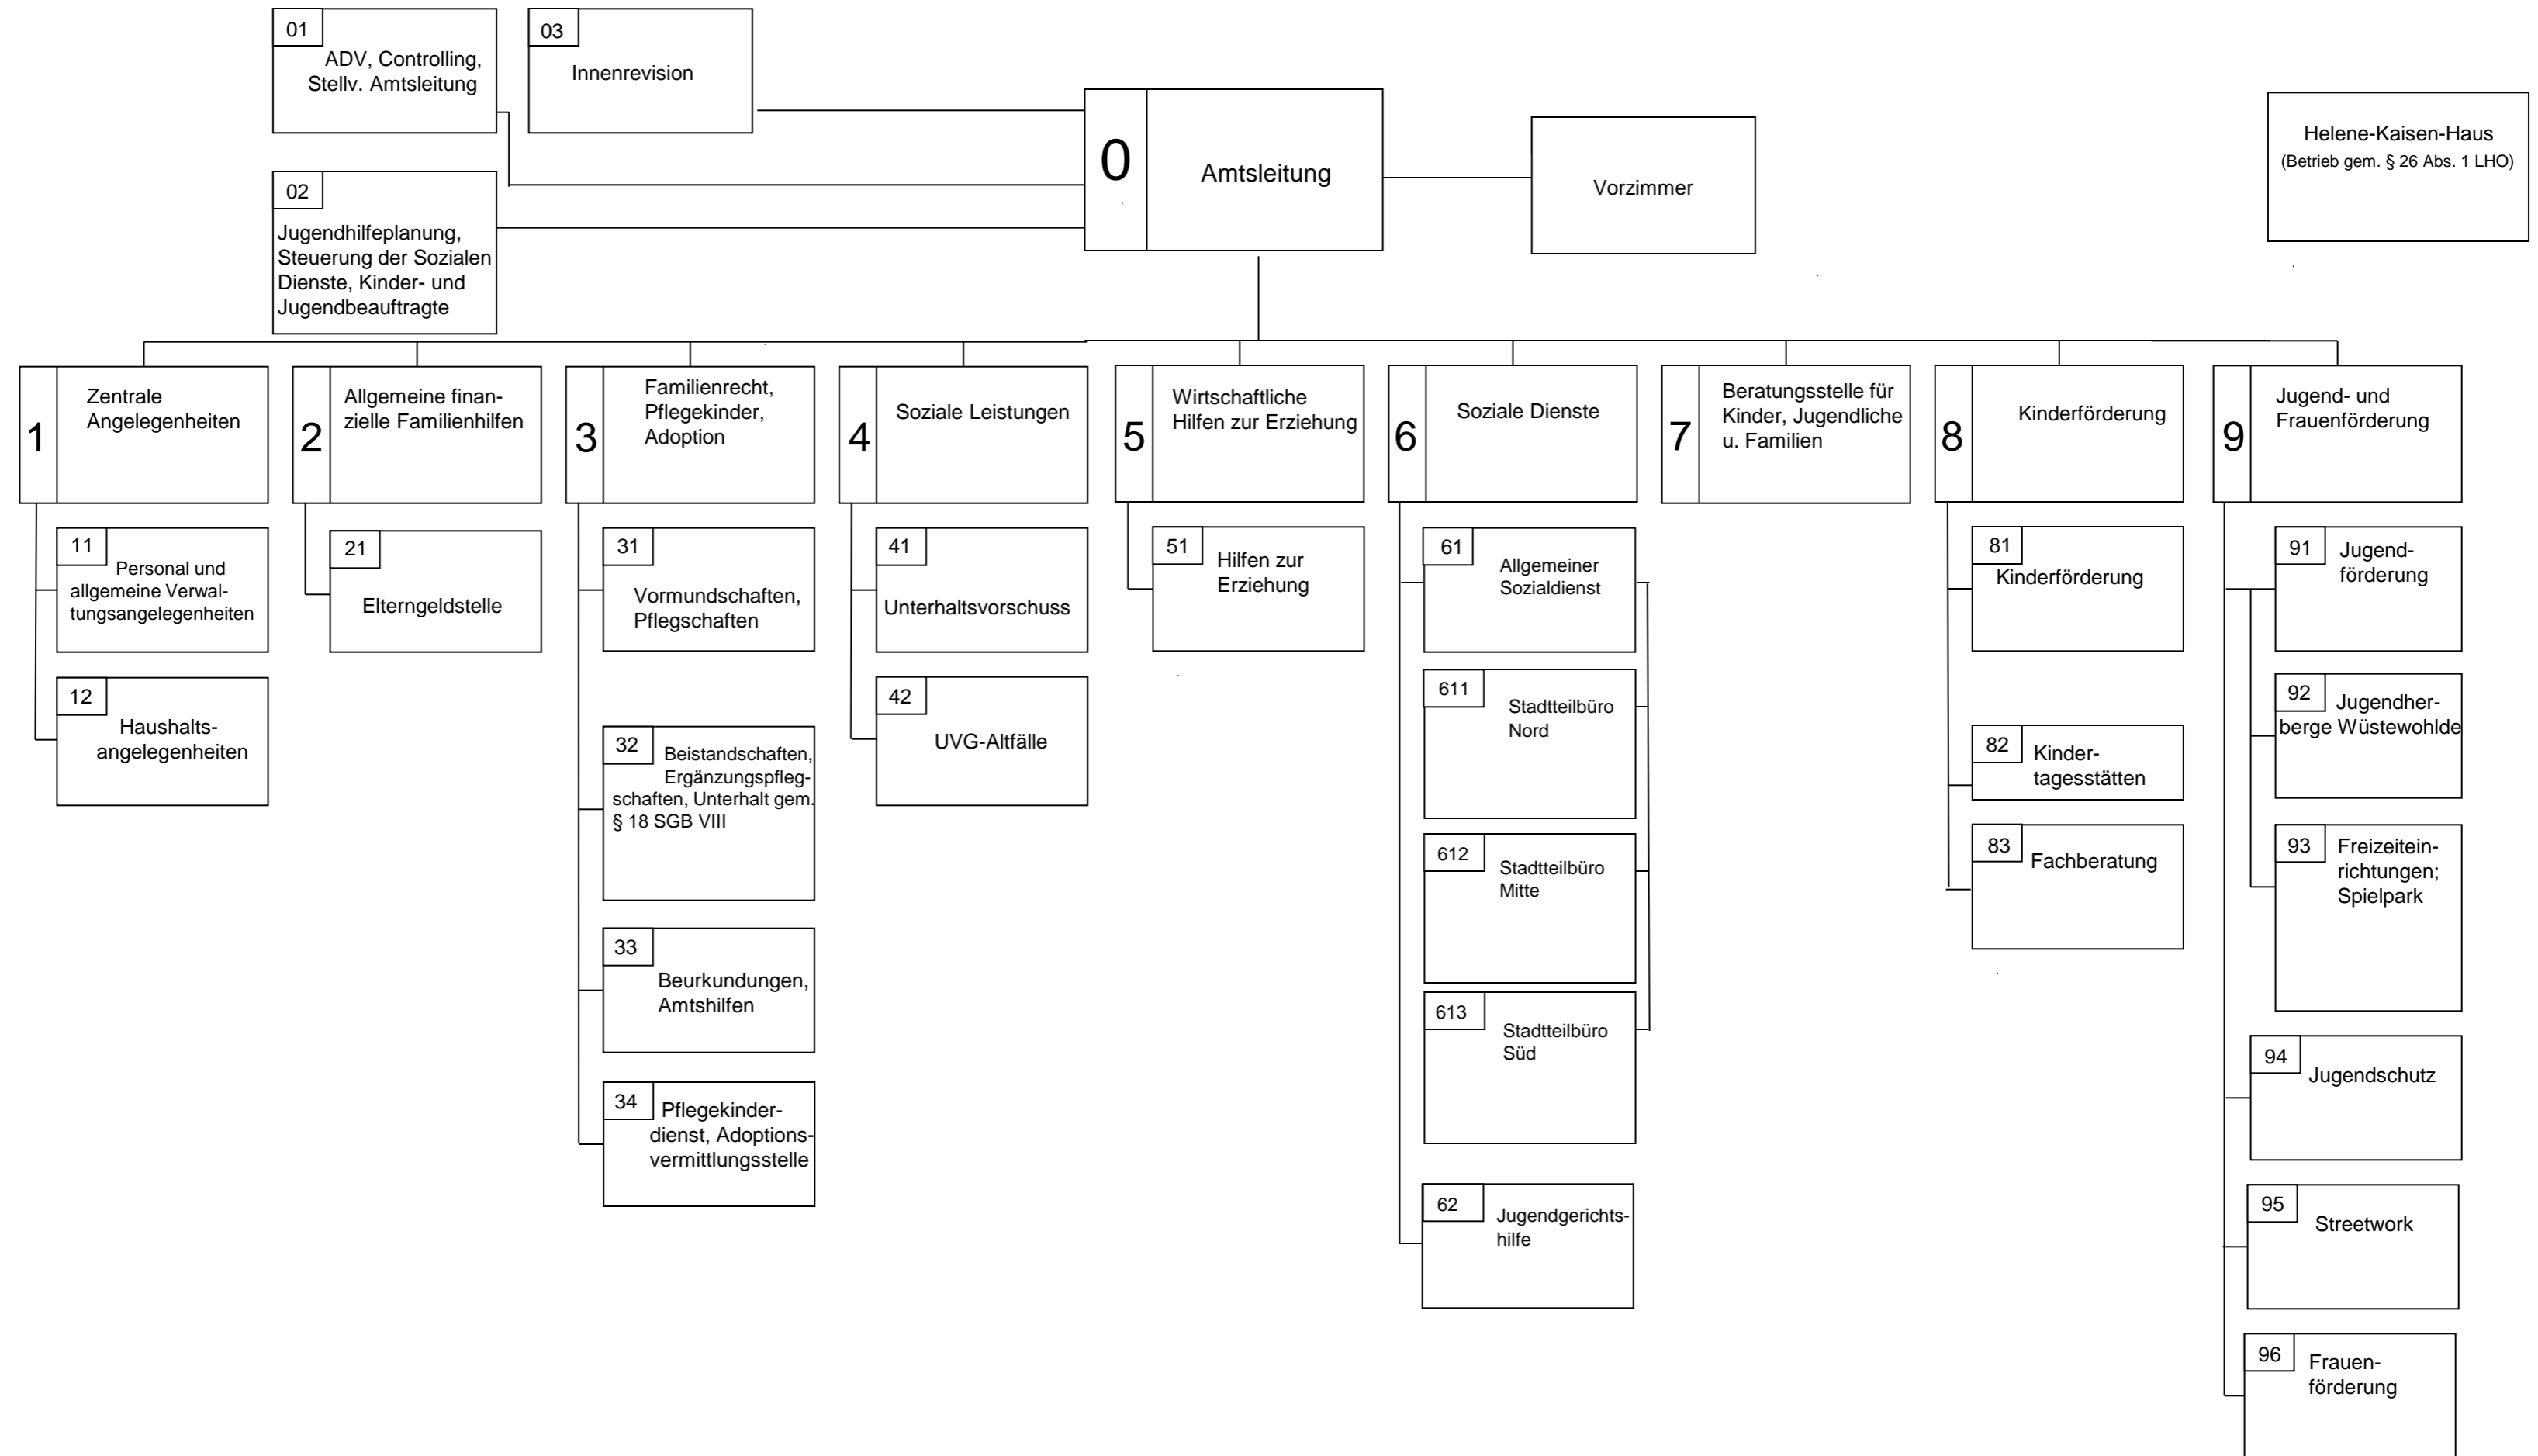 01
ADV, Controlling,
Stellv. Amtsleitung
03
Innenrevision
02
Jugendhilfeplanung,
Steuerung der Sozialen
Dienste, Kinder- und
Jugendbeauftragte
0
Amtsleitung
Vorzimmer
Helene-Kaisen-Haus
(Betrieb gem. § 26 Abs. 1 LHO)
1
Zentrale
Angelegenheiten
11
Personal und
allgemeine Verwal-
tungsangelegenheiten
12
Haushalts-
angelegenheiten
2
Allgemeine finan-
zielle Familienhilfen
21
Elterngeldstelle
3
Familienrecht,
Pflegekinder,
Adoption
31
Vormundschaften,
Pflegschaften
32
Beistandschaften,
Ergänzungspfleg-
schaften, Unterhalt gem.
§ 18 SGB VIII
33
Beurkundungen,
Amtshilfen
34
Pflegekinder-
dienst, Adoptions-
vermittlungsstelle
4
Soziale Leistungen
41
Unterhaltsvorschuss
42
UVG-Altfälle
5
Wirtschaftliche
Hilfen zur Erziehung
51
Hilfen zur
Erziehung
6
Soziale Dienste
61
Allgemeiner
Sozialdienst
611
Stadtteilbüro
Nord
612
Stadtteilbüro
Mitte
613
Stadtteilbüro
Süd
62
Jugendgerichts-
hilfe
7
Beratungsstelle für
Kinder, Jugendliche
u. Familien
8
Kinderförderung
81
Kinderförderung
82
Kinder-
tagesstätten
83
Fachberatung
9
Jugend- und
Frauenförderung
91
Jugend-
förderung
92
Jugendher-
berge Wüstewohlde
93
Freizeitein-
richtungen;
Spielpark
94
Jugendschutz
95
Streetwork
96
Frauen-
förderung